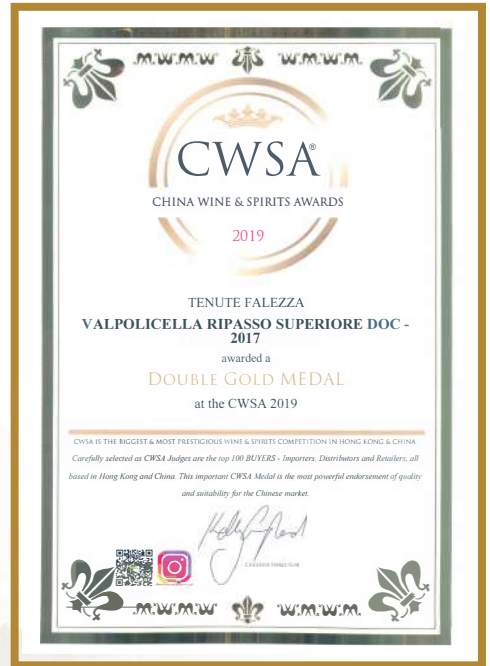 CWSA®
CHINA WINE & SPIRITS AWARDS
2019
TENUTE FALEZZA
VALPOLICELLA RIPASSO SUPERIORE DOC -
2017
awarded a
DOUBLE GOLD MEDAL
at the CWSA 2019
CWSA IS THE BIGGEST & MOST PRESTIGIOUS WINE & SPIRITS COMPETITION IN HONG KONG & CHINA.
Carefully selected as CWSA Judges are the top 100 BUYERS - Importers, Distributors and Retailers, all
based in Hong Kong and China. This important CWSA Medal is the most powerful endorsement of quality
and suitability for the Chinese market.